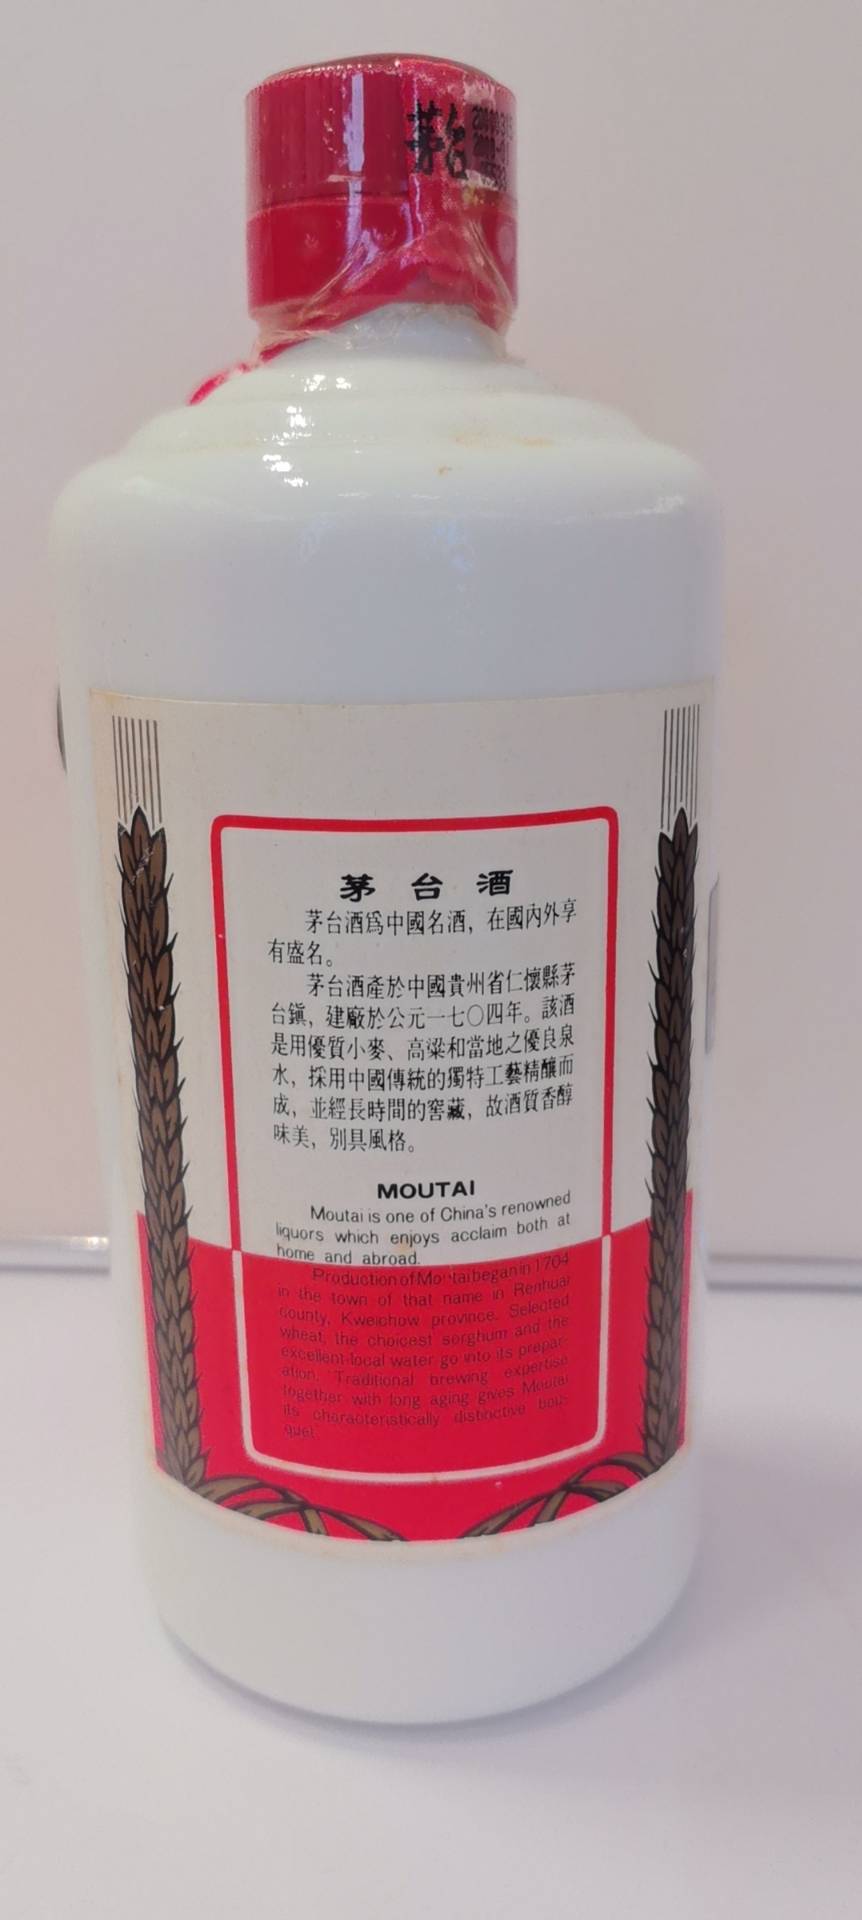 茅台
茅台酒
茅台酒爲中國名酒，在國內外享
有盛名。
茅台酒產於中國貴州省仁懷縣茅
台鎭，建廠於公元一七〇四年。該酒
是用優質小麥、高粱和當地之優良泉
水，採用中國傳統的獨特工藝精釀而
成，並經長時間的窖藏，故酒質香醇
味美，別具風格。
MOUTAI
Moutai is one of China's renowned
liquors which enjoys acclaim both at
home and abroad.
Production of Moutai began in 1704
in the town of that name in Renhuai
county, Kweichow province. Selected
wheat, the choicest sorghum and the
excellent local water go into its prepar-
ation. Traditional brewing expertise
together with long aging gives Moutai
its characteristically distinctive bou-
quet.